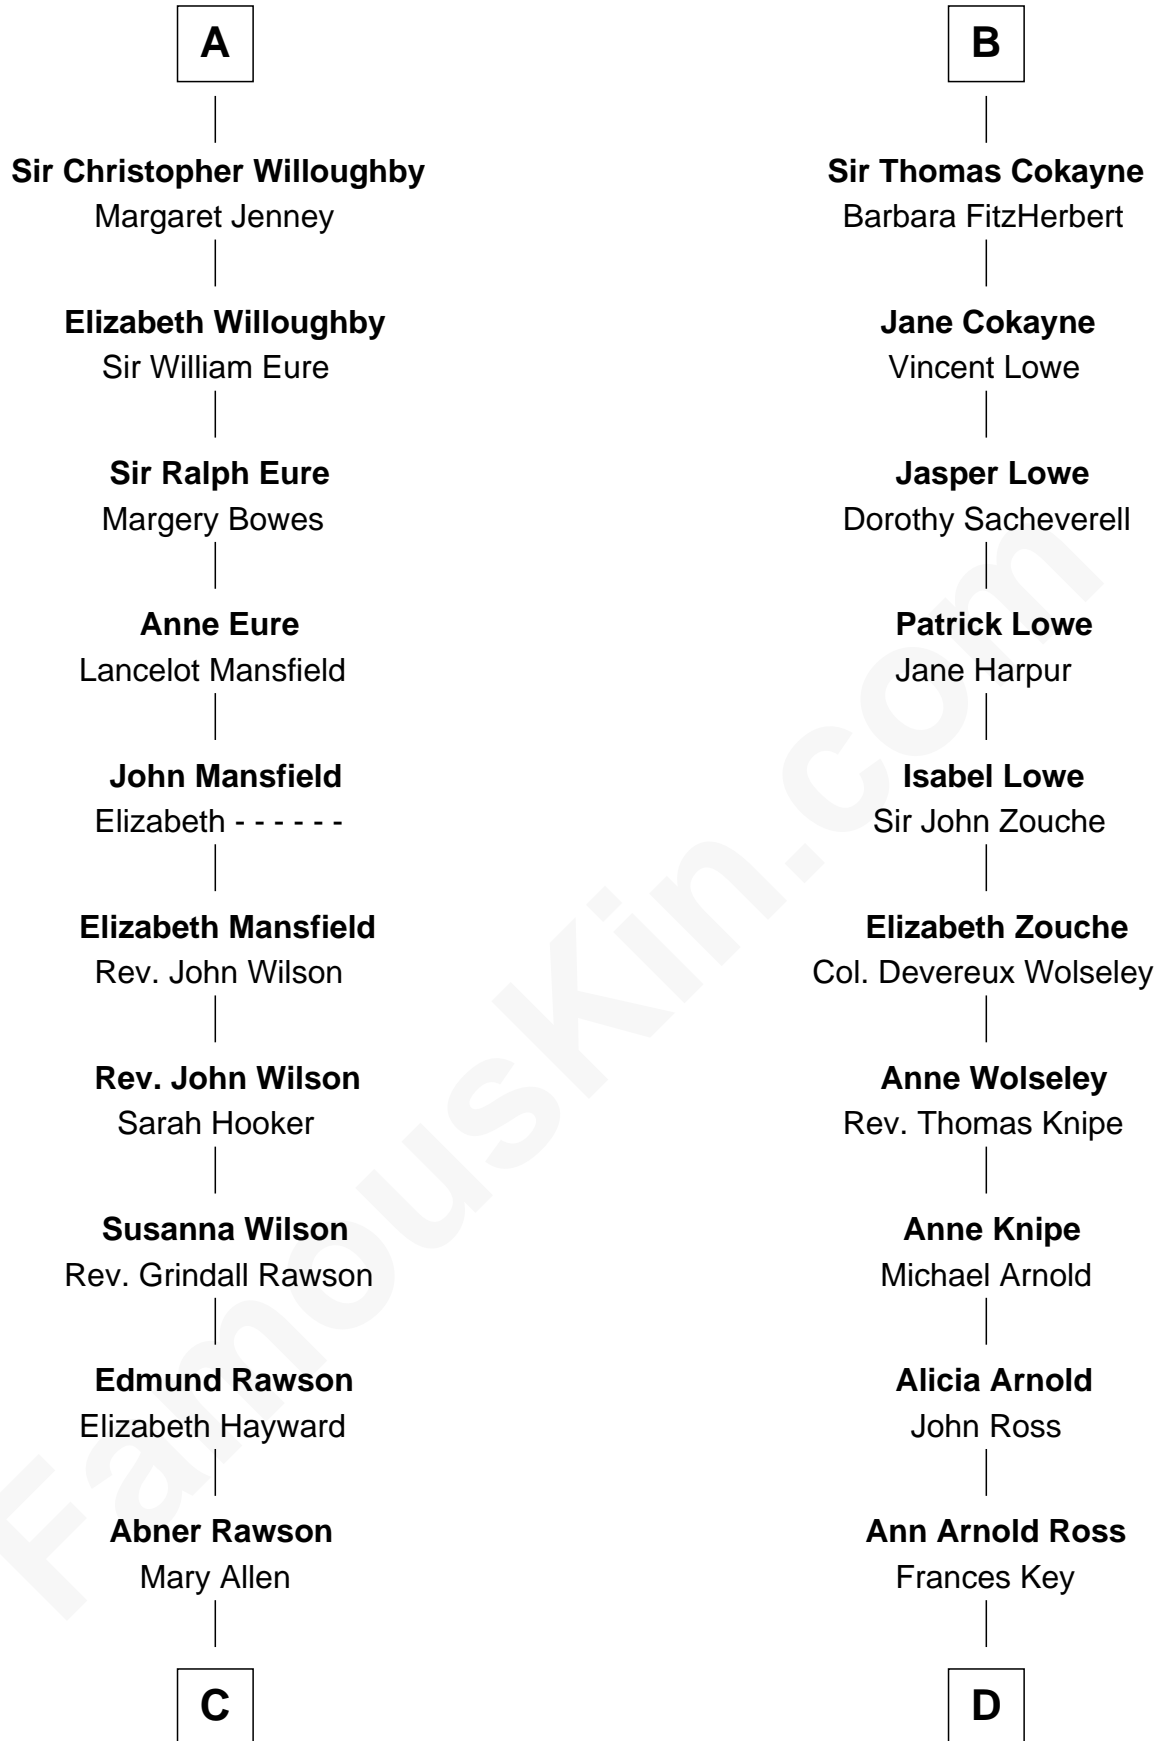 A
Sir Christopher Willoughby
Margaret Jenney
Elizabeth Willoughby
Sir William Eure
Sir Ralph Eure
Margery Bowes
Anne Eure
Lancelot Mansfield
John Mansfield
Elizabeth - - - - - -
Elizabeth Mansfield
Rev. John Wilson
Rev. John Wilson
Sarah Hooker
Susanna Wilson
Rev. Grindall Rawson
Edmund Rawson
Elizabeth Hayward
Abner Rawson
Mary Allen
C
B
Sir Thomas Cokayne
Barbara FitzHerbert
Jane Cokayne
Vincent Lowe
Jasper Lowe
Dorothy Sacheverell
Patrick Lowe
Jane Harpur
Isabel Lowe
Sir John Zouche
Elizabeth Zouche
Col. Devereux Wolseley
Anne Wolseley
Rev. Thomas Knipe
Anne Knipe
Michael Arnold
Alicia Arnold
John Ross
Ann Arnold Ross
Frances Key
D
FamousKin.com